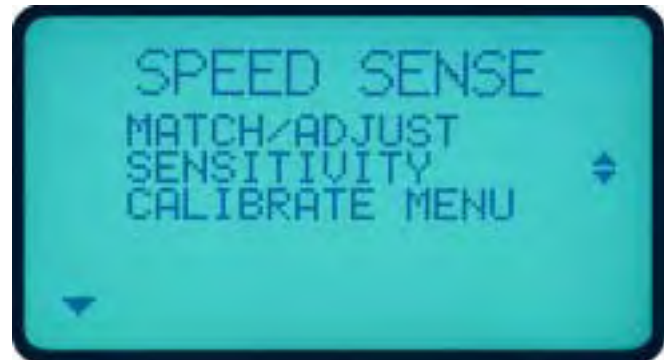 SPEED SENSE
MATCH/ADJUST
SENSITIVITY
CALIBRATE MENU